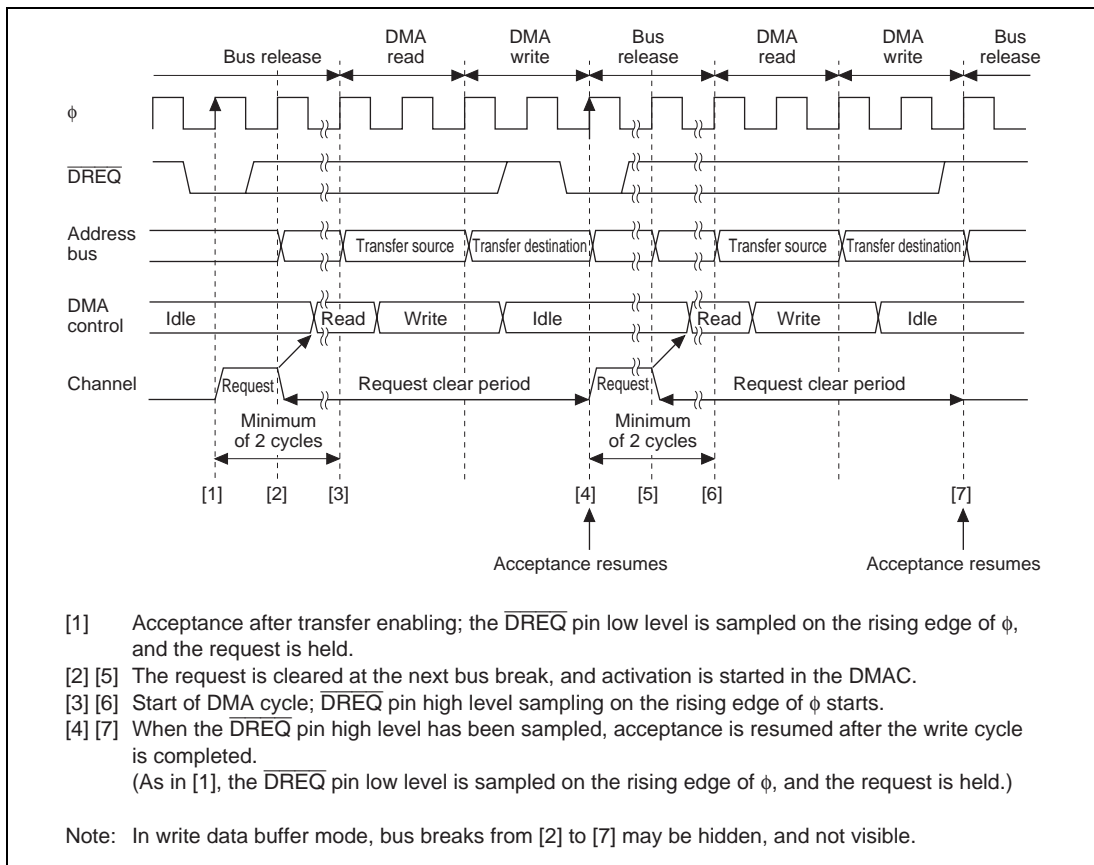 DMA DMA Bus DMA DMA Bus
Bus release read write release read write release
φ
DREQ
Address
bus
Transfer source Transfer destination Transfer source Transfer destination
DMA
control
Idle Read Write Idle Read Write Idle
Channel Request Request clear period Request Request clear period
Minimum
of 2 cycles
Minimum
of 2 cycles
[1] [2] [3] [4] [5] [6] [7]
Acceptance resumes Acceptance resumes
[1] Acceptance after transfer enabling; the DREQ pin low level is sampled on the rising edge of φ,
and the request is held.
[2] [5] The request is cleared at the next bus break, and activation is started in the DMAC.
[3] [6] Start of DMA cycle; DREQ pin high level sampling on the rising edge of φ starts.
[4] [7] When the DREQ pin high level has been sampled, acceptance is resumed after the write cycle
is completed.
(As in [1], the DREQ pin low level is sampled on the rising edge of φ, and the request is held.)
Note: In write data buffer mode, bus breaks from [2] to [7] may be hidden, and not visible.